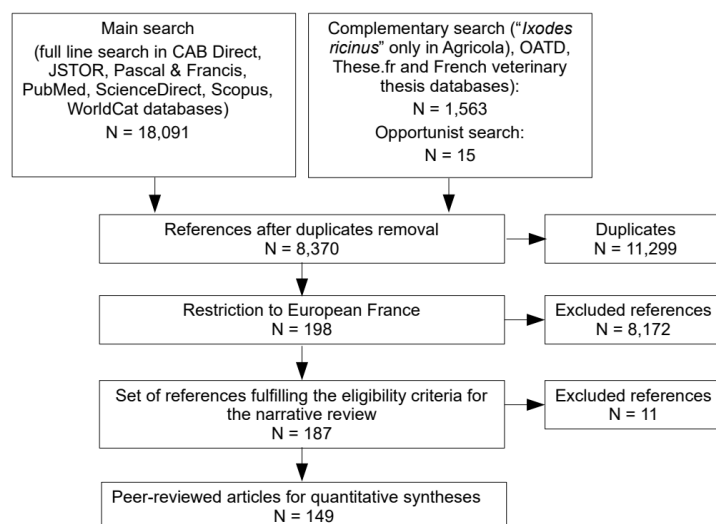 Main search
(full line search in CAB Direct,
JSTOR, Pascal & Francis,
PubMed, ScienceDirect, Scopus,
WorldCat databases)
N = 18,091
Complementary search (“Ixodes
ricinus” only in Agricola), OATD,
These.fr and French veterinary
thesis databases):
N = 1,563
Opportunist search:
N = 15
References after duplicates removal
N = 8,370
Duplicates
N = 11,299
Restriction to European France
N = 198
Excluded references
N = 8,172
Set of references fulfilling the eligibility criteria for
the narrative review
N = 187
Excluded references
N = 11
Peer-reviewed articles for quantitative syntheses
N = 149